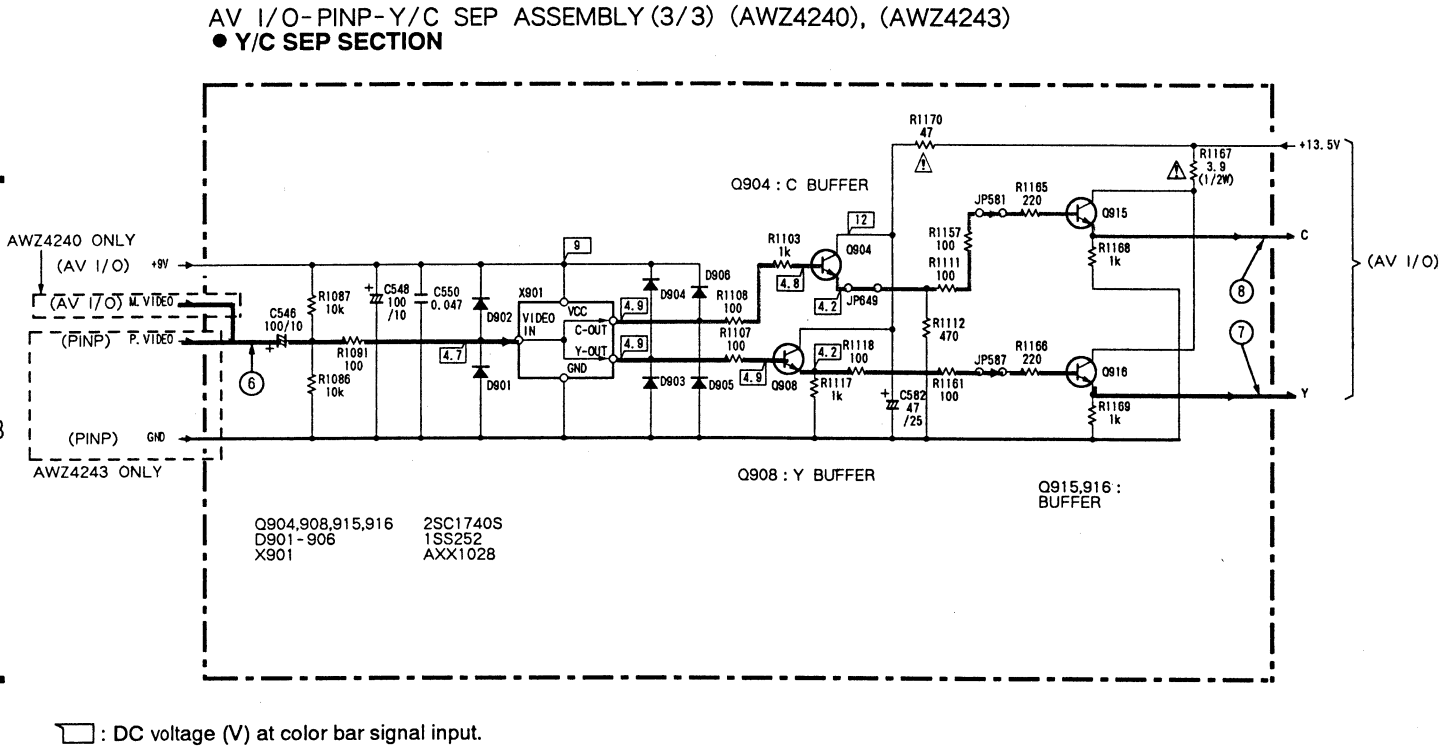 AV I/O-PINP-Y/C SEP ASSEMBLY (3/3) (AWZ4240), (AWZ4243)
● Y/C SEP SECTION
R1170
47
+13.5V
R1167
3.9
(1/2W)
Q904 : C BUFFER
R1165
220
JP581
Q915
12
AWZ4240 ONLY
R1103
1k
Q904
R1157
100
C
9
R1168
1k
(AV I/O) +9V
(AV I/O)
D906
R1111
100
4.8
8
(AV I/O) M. VIDEO
R1087
10k
C548
100
/10
C550
0.047
X901
D904
R1108
100
4.2
JP649
C546
100/10
D902
VIDEO
IN
VCC
C-OUT
4.9
R1112
470
7
(PINP) P. VIDEO
R1107
100
4.2
R1118
100
JP587
R1166
220
R1091
100
4.7
Y-OUT
4.9
GND
4.9
Q908
Q916
6
R1086
10k
D901
D903
D905
R1117
1k
C582
47
/25
R1161
100
Y
R1169
1k
(PINP) GND
AWZ4243 ONLY
Q908 : Y BUFFER
Q915,916 :
BUFFER
Q904,908,915,916 2SC1740S
D901-906 1SS252
X901 AXX1028
: DC voltage (V) at color bar signal input.